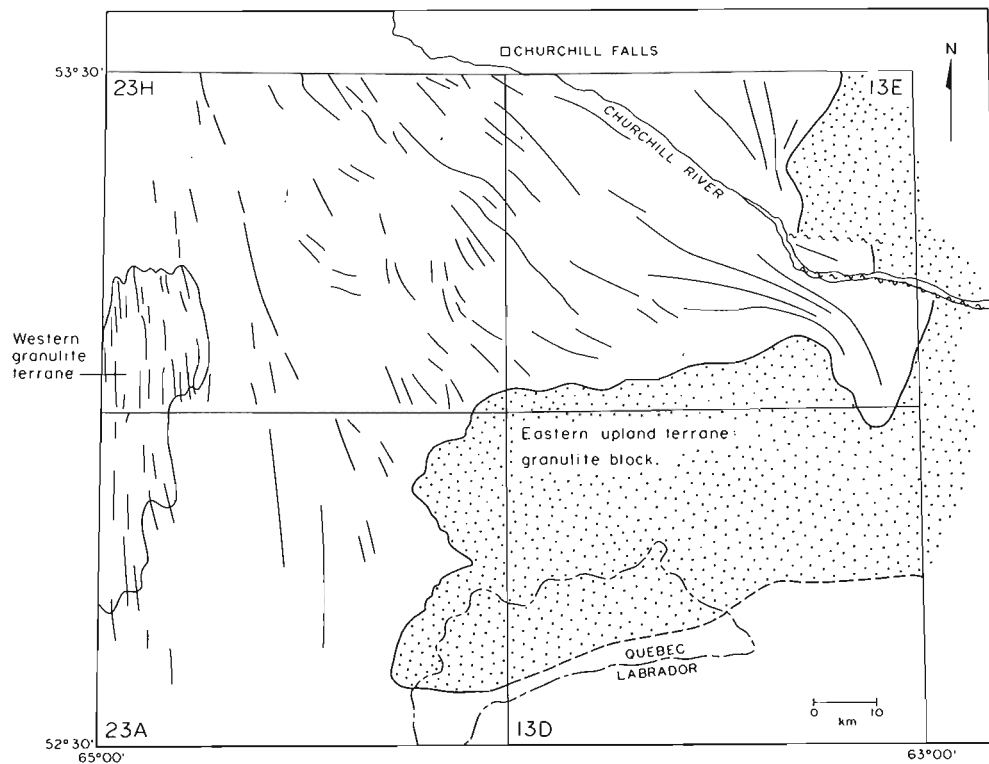 CHURCHILL FALLS
N
53°30'
23H
13E
CHURCHILL RIVER
Western
granulite
terrane
Eastern upland terrane:
granulite block.
QUEBEC
LABRADOR
0 10
km
23A
13D
52°30'
65°00'
63°00'